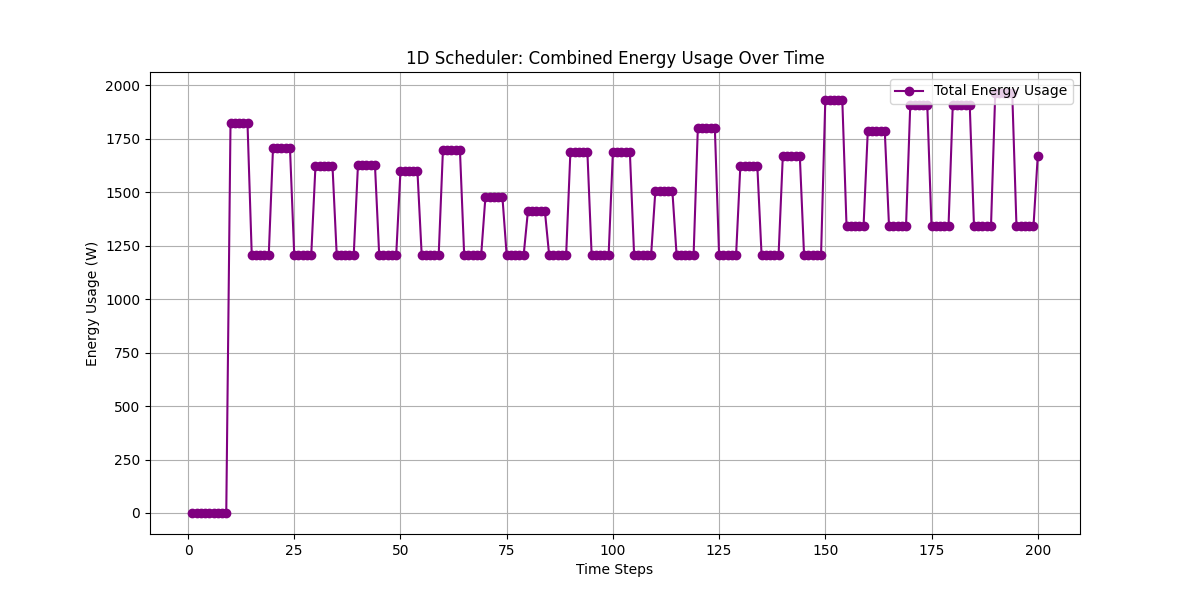 1D Scheduler: Combined Energy Usage Over Time
Total Energy Usage
Energy Usage (W)
2000
1750
1500
1250
1000
750
500
250
0
0 25 50 75 100 125 150 175 200
Time Steps